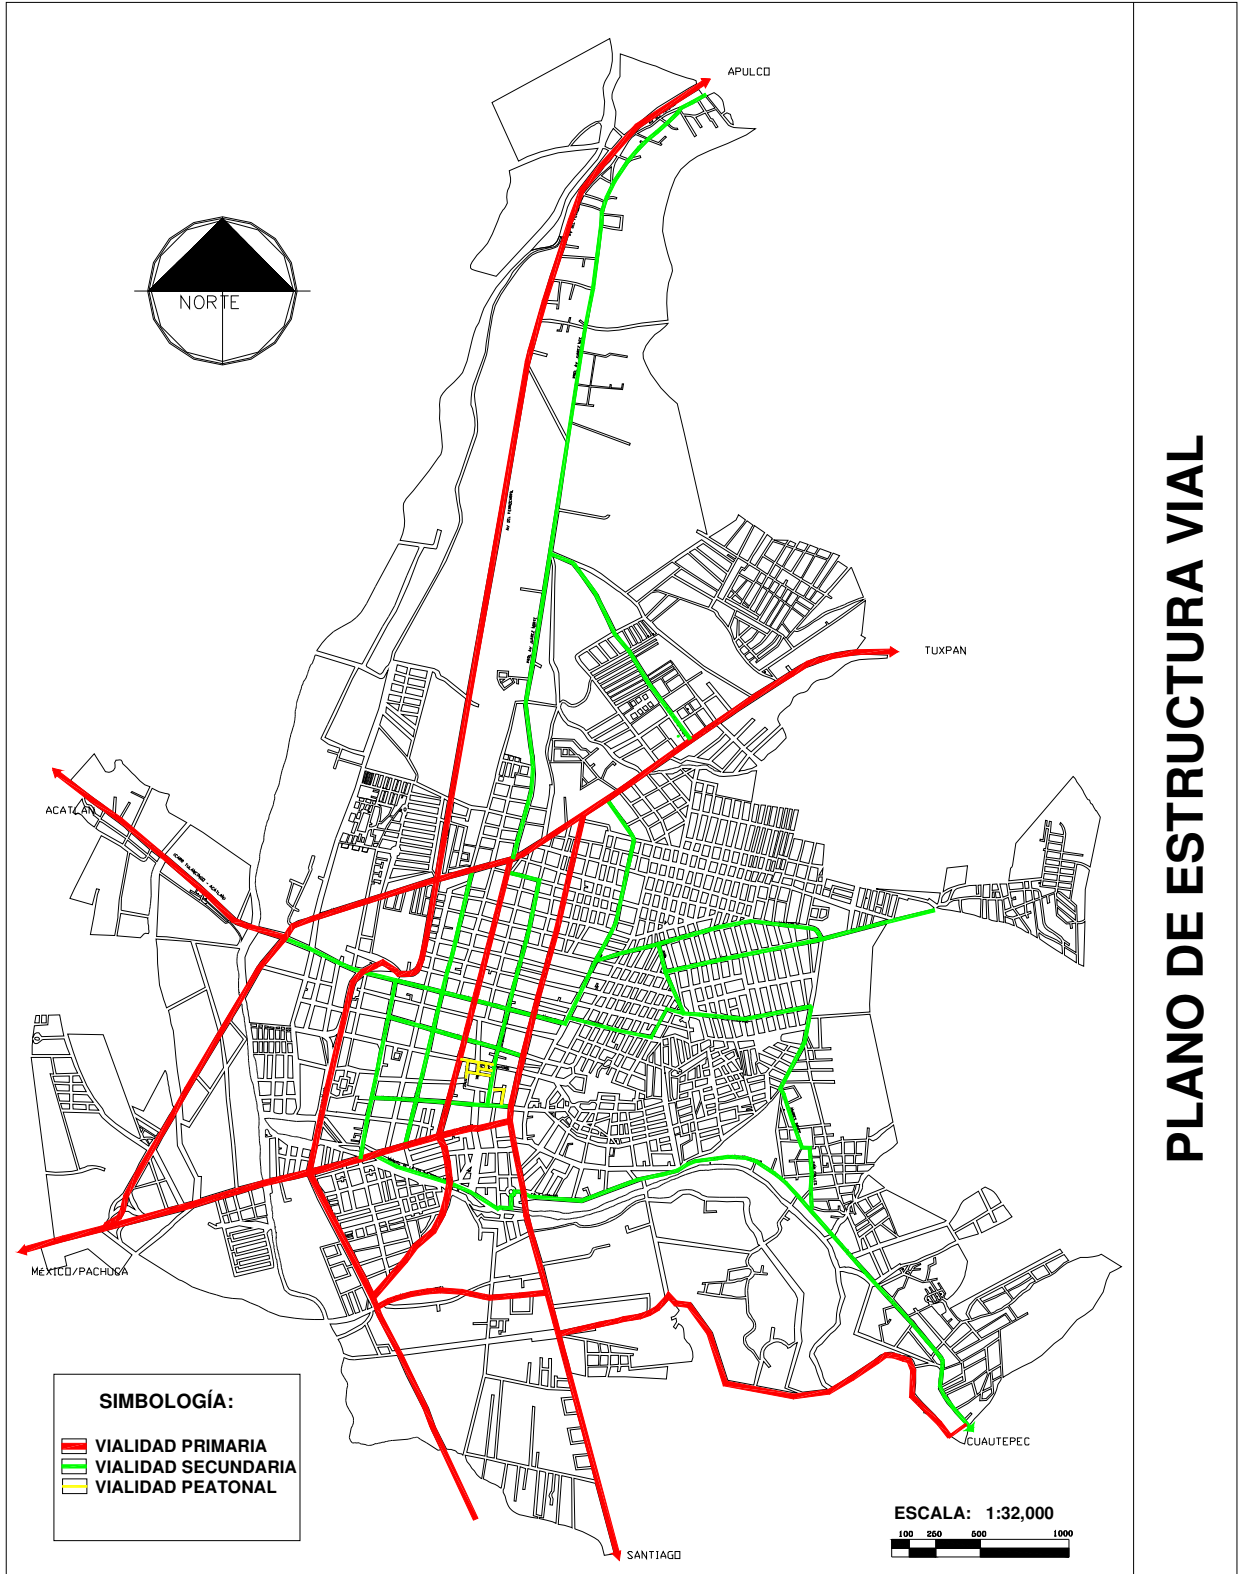 APULCO
NORTE
TUXPAN
ACATLAN
MéXICO/PACHUCA
CUAUTEPEC
SANTIAGO
SIMBOLOGÍA:
VIALIDAD PRIMARIA
VIALIDAD SECUNDARIA
VIALIDAD PEATONAL
ESCALA: 1:32,000
100 250 500 1000
PLANO DE ESTRUCTURA VIAL